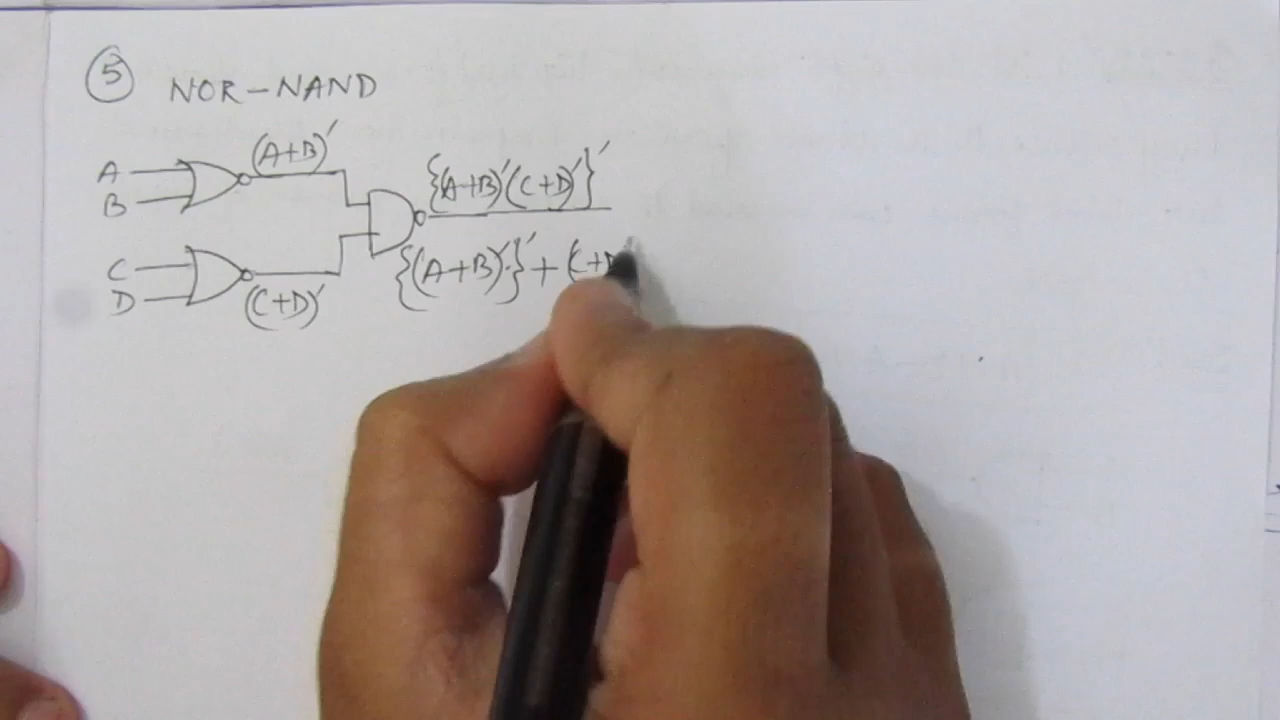 5 NOR-NAND
A
B
(A+B)'
C
D
(C+D)'
{(A+B)'(C+D)'}'
{(A+B)'}' + (C+D